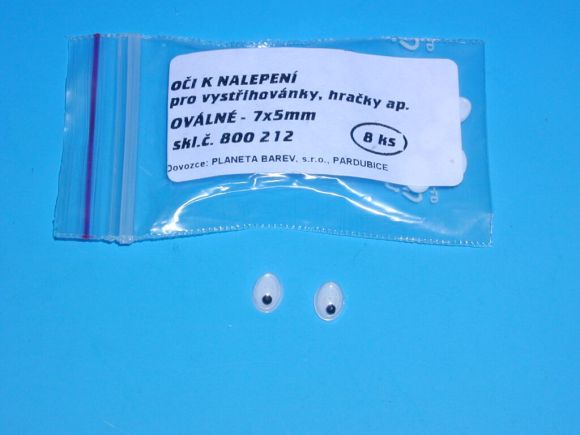 OČI K NALEPENÍ
pro vystřihovánky, hračky ap.
OVÁLNÉ - 7x5mm
skl.č. 800 212
8 ks
Dovozce: PLANETA BAREV, s.r.o., PARDUBICE